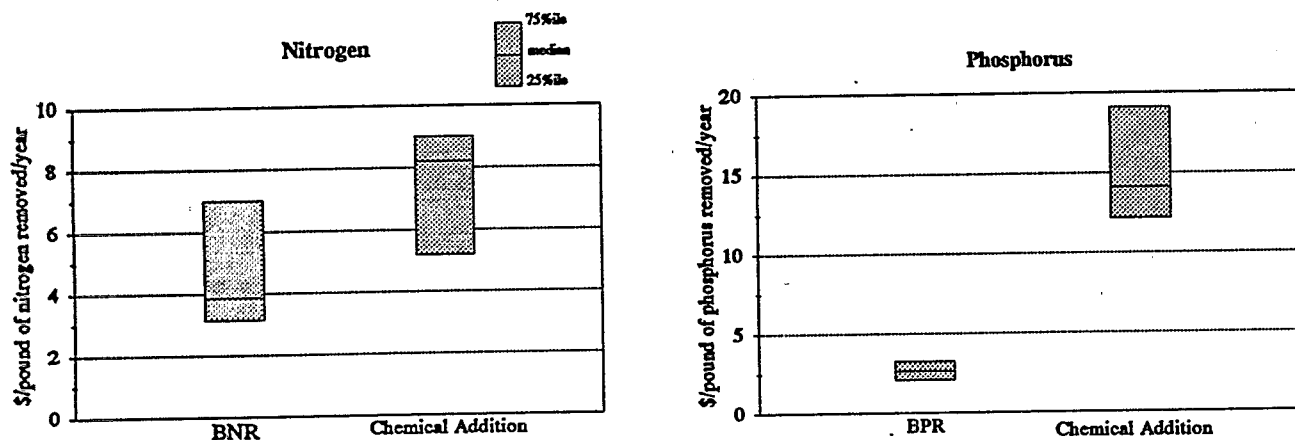 Nitrogen
75%ile
median
25%ile
$/pound of nitrogen removed/year
10
8
6
4
2
0
BNR
Chemical Addition
Phosphorus
$/pound of phosphorus removed/year
20
15
10
5
0
BPR
Chemical Addition